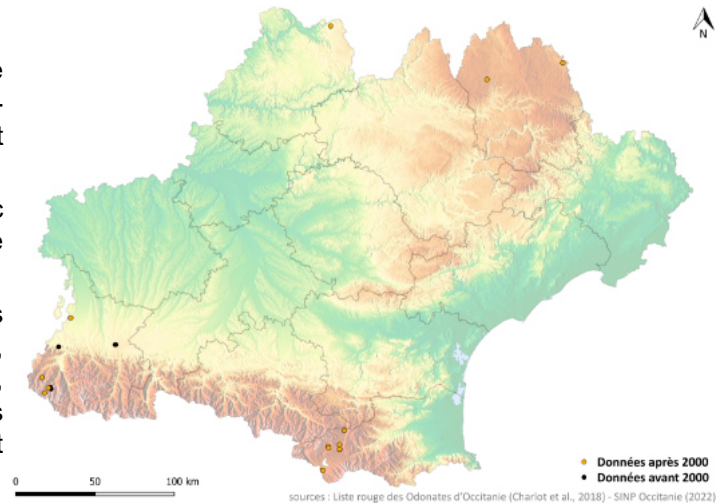 N
e
-
t
c
e
s
,
,
s
t
Données après 2000
Données avant 2000
0 50 100 km
sources : Liste rouge des Odonates d'Occitanie (Charlot et al., 2018) - SINP Occitanie (2022)